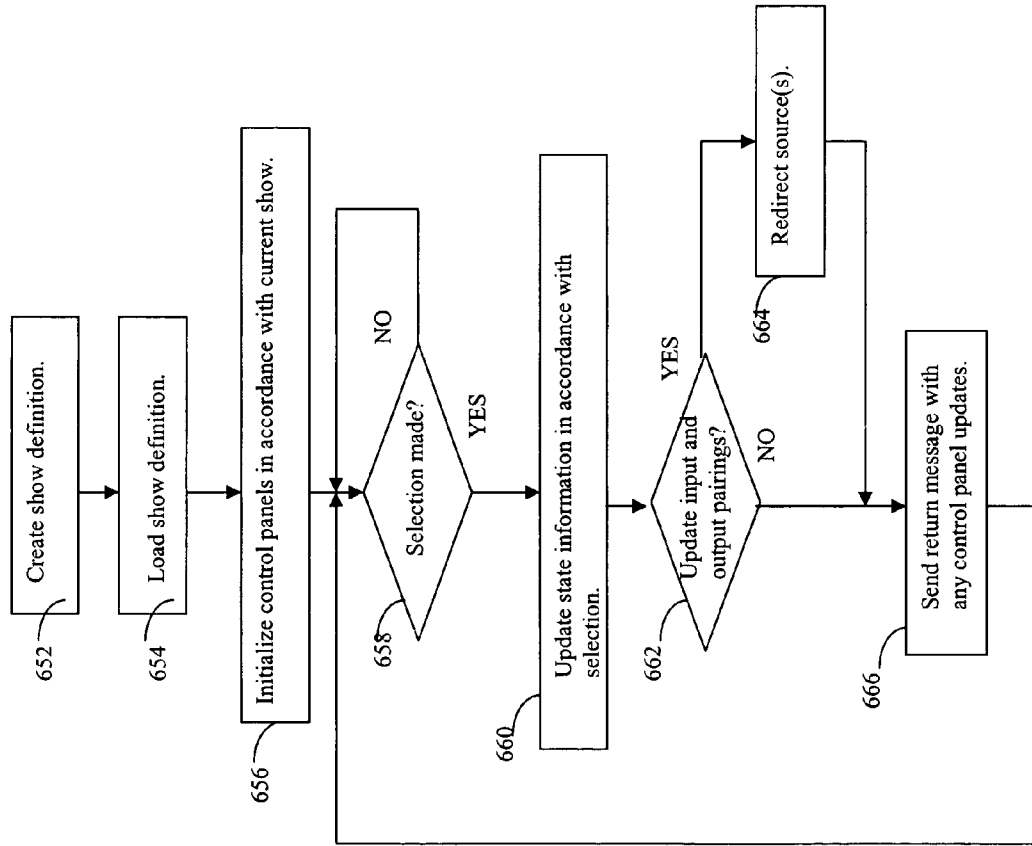 Create show definition.
652
Load show definition.
654
Initialize control panels in accordance with current show.
656
NO
Selection made?
658
YES
Update state information in accordance with
selection.
660
YES
Update input and
output pairings?
662
NO
Redirect source(s).
664
Send return message with
any control panel updates.
666